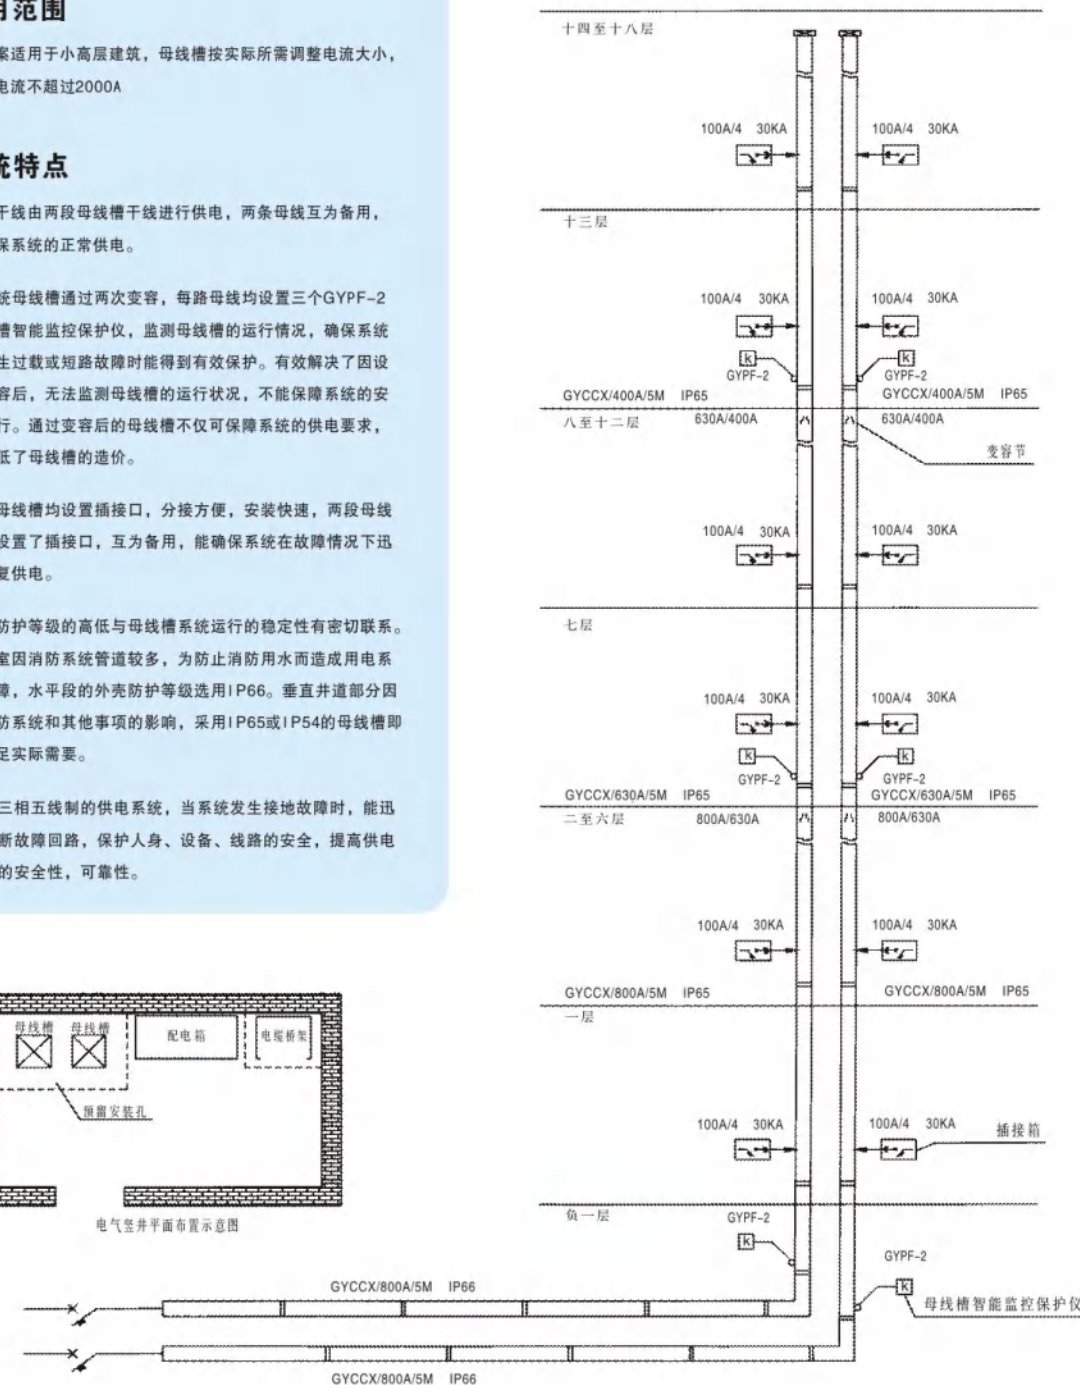 用范围
案适用于小高层建筑，母线槽按实际所需调整电流大小，
电流不超过2000A
统特点
干线由两段母线槽干线进行供电，两条母线互为备用，
保系统的正常供电。
统母线槽通过两次变容，每路母线均设置三个GYPF-2
槽智能监控保护仪，监测母线槽的运行情况，确保系统
生过载或短路故障时能得到有效保护。有效解决了因设
容后，无法监测母线槽的运行状况，不能保障系统的安
行。通过变容后的母线槽不仅可保障系统的供电要求，
低了母线槽的造价。
母线槽均设置插接口，分接方便，安装快速，两段母线
设置了插接口，互为备用，能确保系统在故障情况下迅
复供电。
防护等级的高低与母线槽系统运行的稳定性有密切联系。
室因消防系统管道较多，为防止消防用水而造成用电系
障，水平段的外壳防护等级选用IP66。垂直井道部分因
防系统和其他事项的影响，采用IP65或IP54的母线槽即
足实际需要。
三相五线制的供电系统，当系统发生接地故障时，能迅
断故障回路，保护人身、设备、线路的安全，提高供电
的安全性，可靠性。
十四至十八层
100A/4 30KA 100A/4 30KA
十三层
100A/4 30KA 100A/4 30KA
k k
GYPF-2 GYPF-2
GYCCX/400A/5M IP65 GYCCX/400A/5M IP65
八至十二层 630A/400A 630A/400A
变容节
100A/4 30KA 100A/4 30KA
七层
100A/4 30KA 100A/4 30KA
k k
GYPF-2 GYPF-2
GYCCX/630A/5M IP65 GYCCX/630A/5M IP65
二至六层 800A/630A 800A/630A
100A/4 30KA 100A/4 30KA
GYCCX/800A/5M IP65 GYCCX/800A/5M IP65
一层
100A/4 30KA 100A/4 30KA
插接箱
负一层
GYPF-2
k
GYPF-2
k
母线槽智能监控保护仪
GYCCX/800A/5M IP66
GYCCX/800A/5M IP66
母线槽 母线槽 配电箱 电缆桥架
预留安装孔
电气竖井平面布置示意图